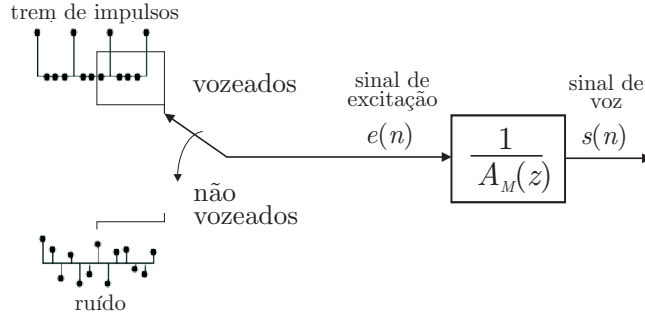 trem de impulsos
vozeados
sinal de
excitação
e(n)
sinal de
voz
s(n)
1
A_M(z)
não
vozeados
ruído